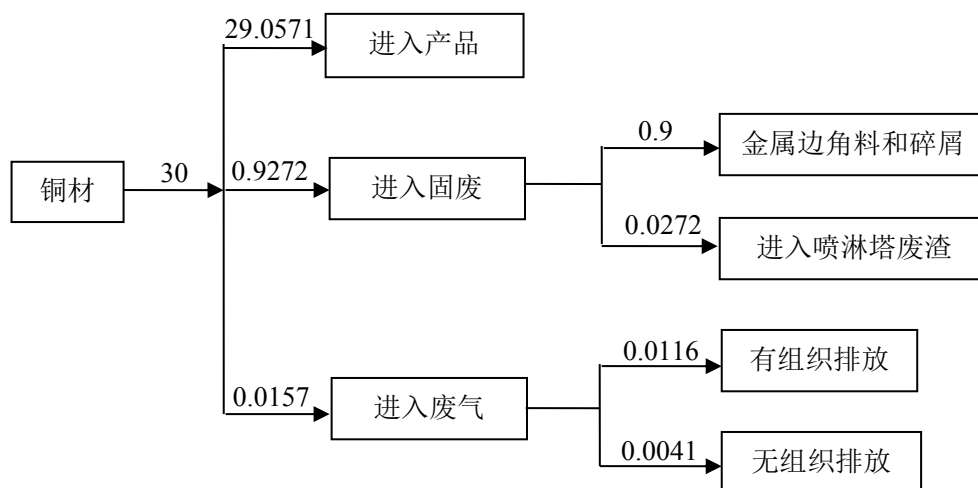 29.0571
进入产品
0.9
金属边角料和碎屑
铜材
30
0.9272
进入固废
0.0272
进入喷淋塔废渣
0.0116
有组织排放
0.0157
进入废气
0.0041
无组织排放